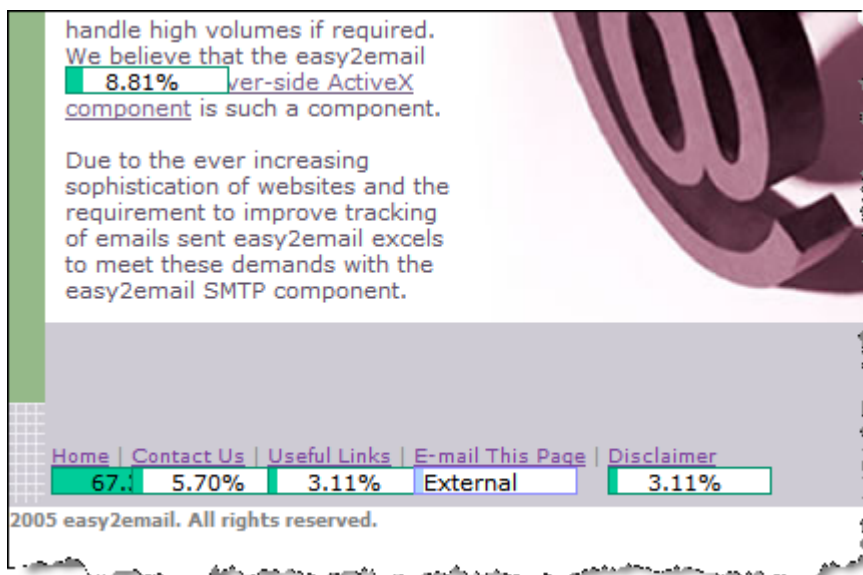 handle high volumes if required.
We believe that the easy2email
8.81% ver-side ActiveX
component is such a component.
Due to the ever increasing
sophistication of websites and the
requirement to improve tracking
of emails sent easy2email excels
to meet these demands with the
easy2email SMTP component.
Home | Contact Us | Useful Links | E-mail This Page | Disclaimer
67. 5.70% 3.11% External 3.11%
2005 easy2email. All rights reserved.